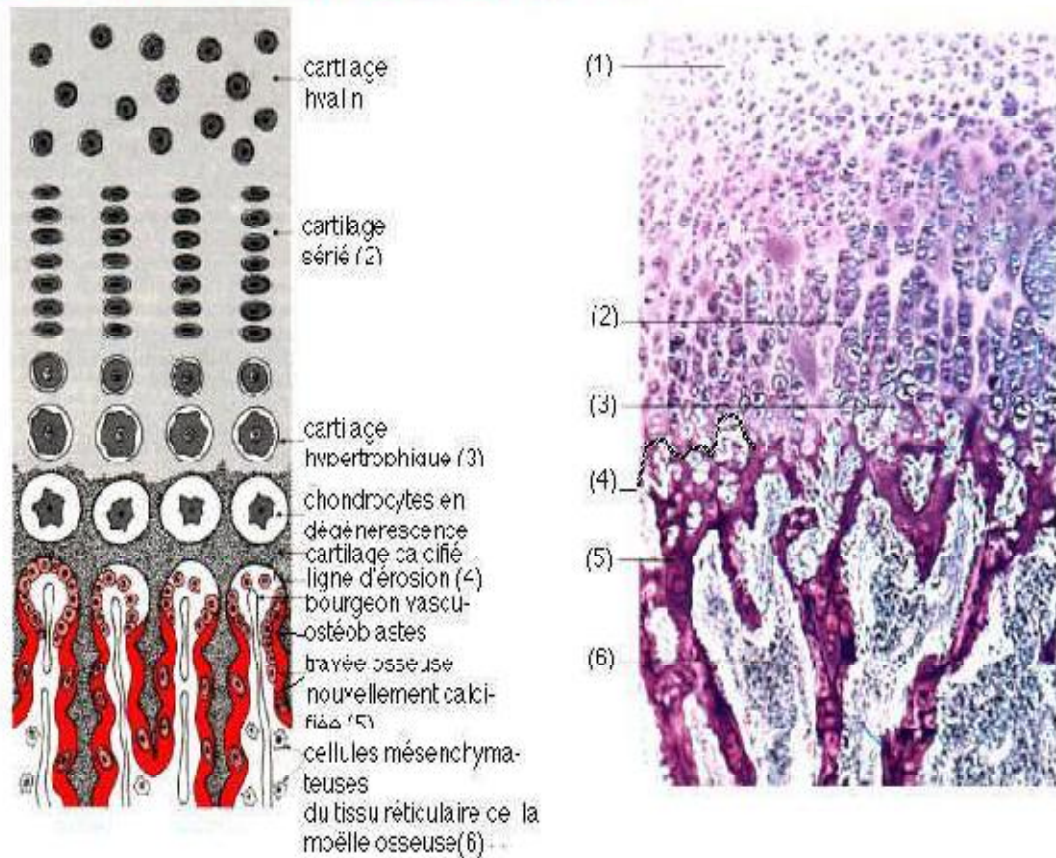 cartilage
hyalin
cartilage
sérié (2)
cartilage
hypertrophique (3)
chondrocytes en
dégénerescence
cartilage calcifié
ligne d'érosion (4)
bourgeon vascu-
ostéoblastes
travée osseuse
nouvellement calci-
fiée (5)
cellules mésenchyma-
teuses
du tissu réticulaire de la
moëlle osseuse(6)
(1)
(2)
(3)
(4)
(5)
(6)